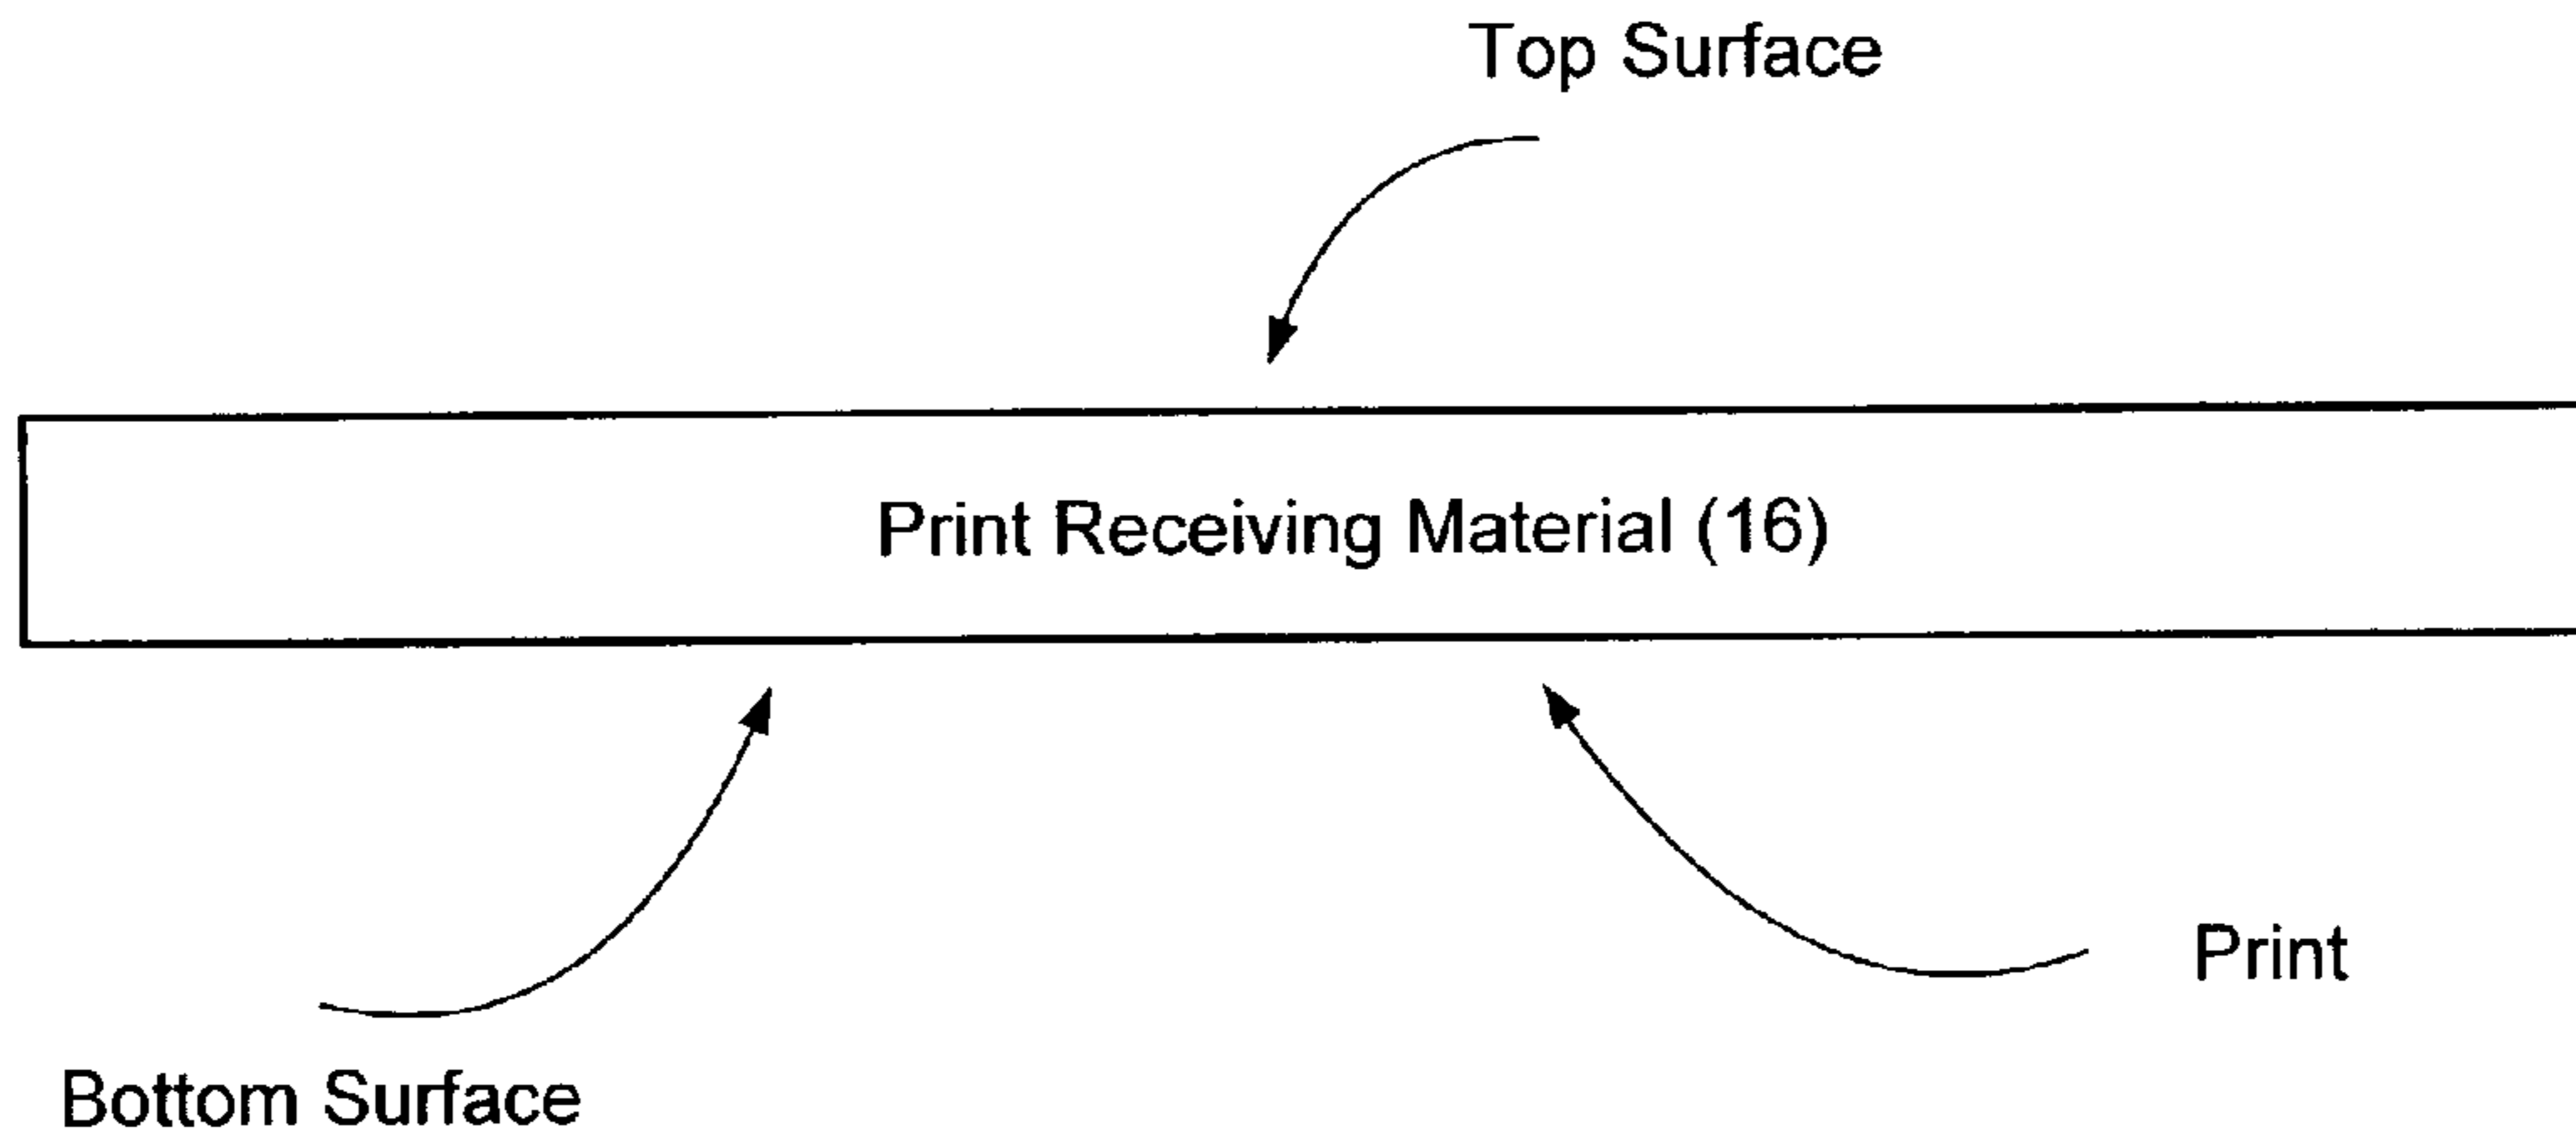 Top Surface
Print Receiving Material (16)
Print
Bottom Surface